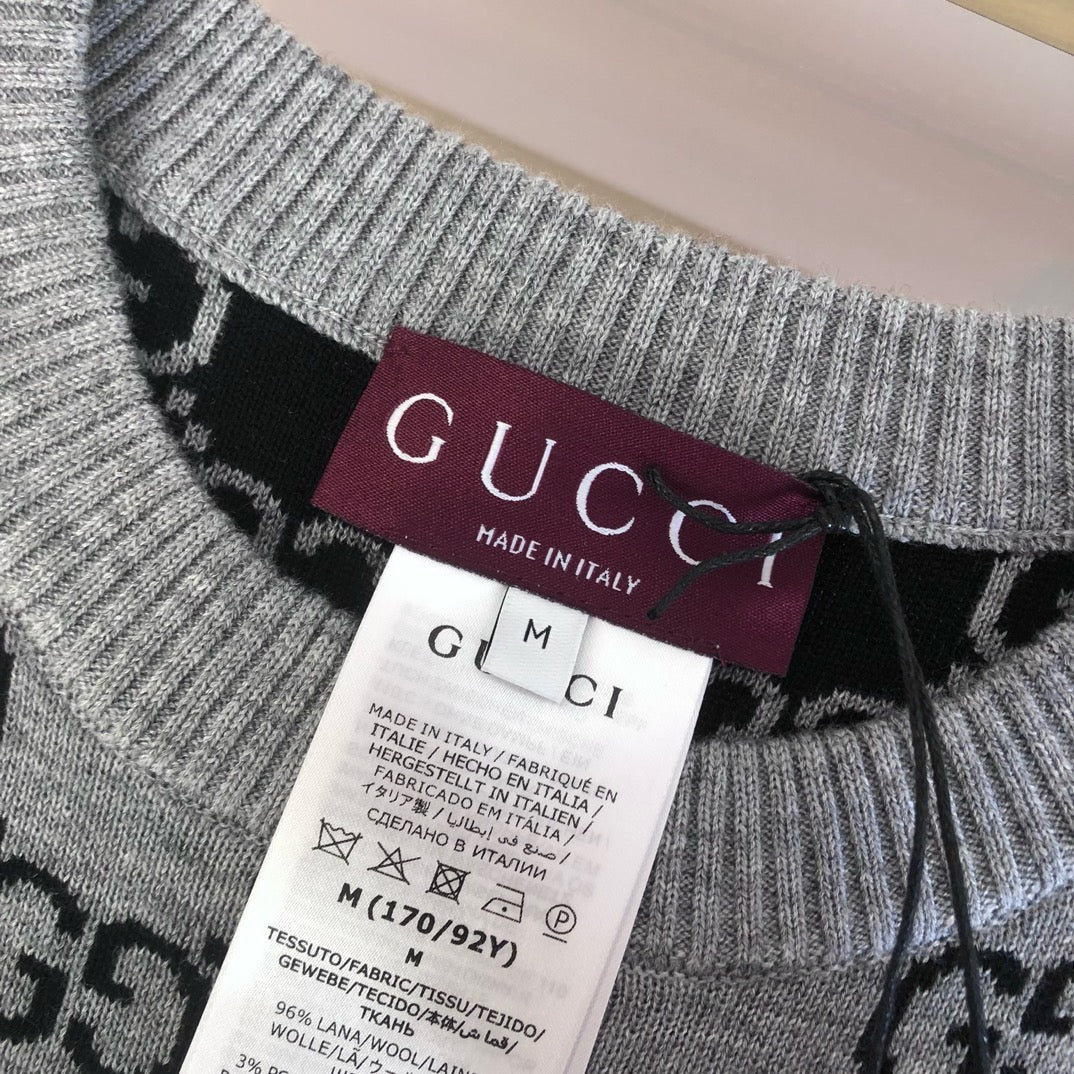 GUCCI
MADE IN ITALY
M
MADE IN ITALY / FABRIQUÉ EN
ITALIE / HECHO EN ITALIA /
HERGESTELLT IN ITALIEN /
FABRICADO EM ITÁLIA /
イタリア製 / صنع في إيطاليا /
СДЕЛАНО В ИТАЛИИ
P
M (170/92Y)
M
TESSUTO/FABRIC/TISSU/TEJIDO/
GEWEBE/TECIDO/本体/قماش/
ТКАНЬ
96% LANA/WOOL/LAIN
WOLLE/LÃ/ウ
3%